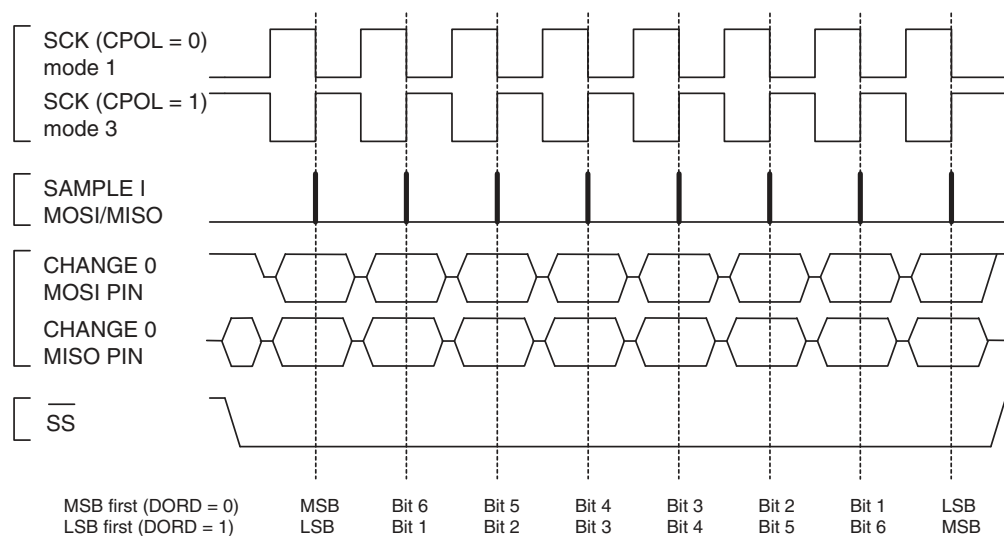 SCK (CPOL = 0)
mode 1
SCK (CPOL = 1)
mode 3
SAMPLE I
MOSI/MISO
CHANGE 0
MOSI PIN
CHANGE 0
MISO PIN
SS
MSB first (DORD = 0) MSB Bit 6 Bit 5 Bit 4 Bit 3 Bit 2 Bit 1 LSB
LSB first (DORD = 1) LSB Bit 1 Bit 2 Bit 3 Bit 4 Bit 5 Bit 6 MSB